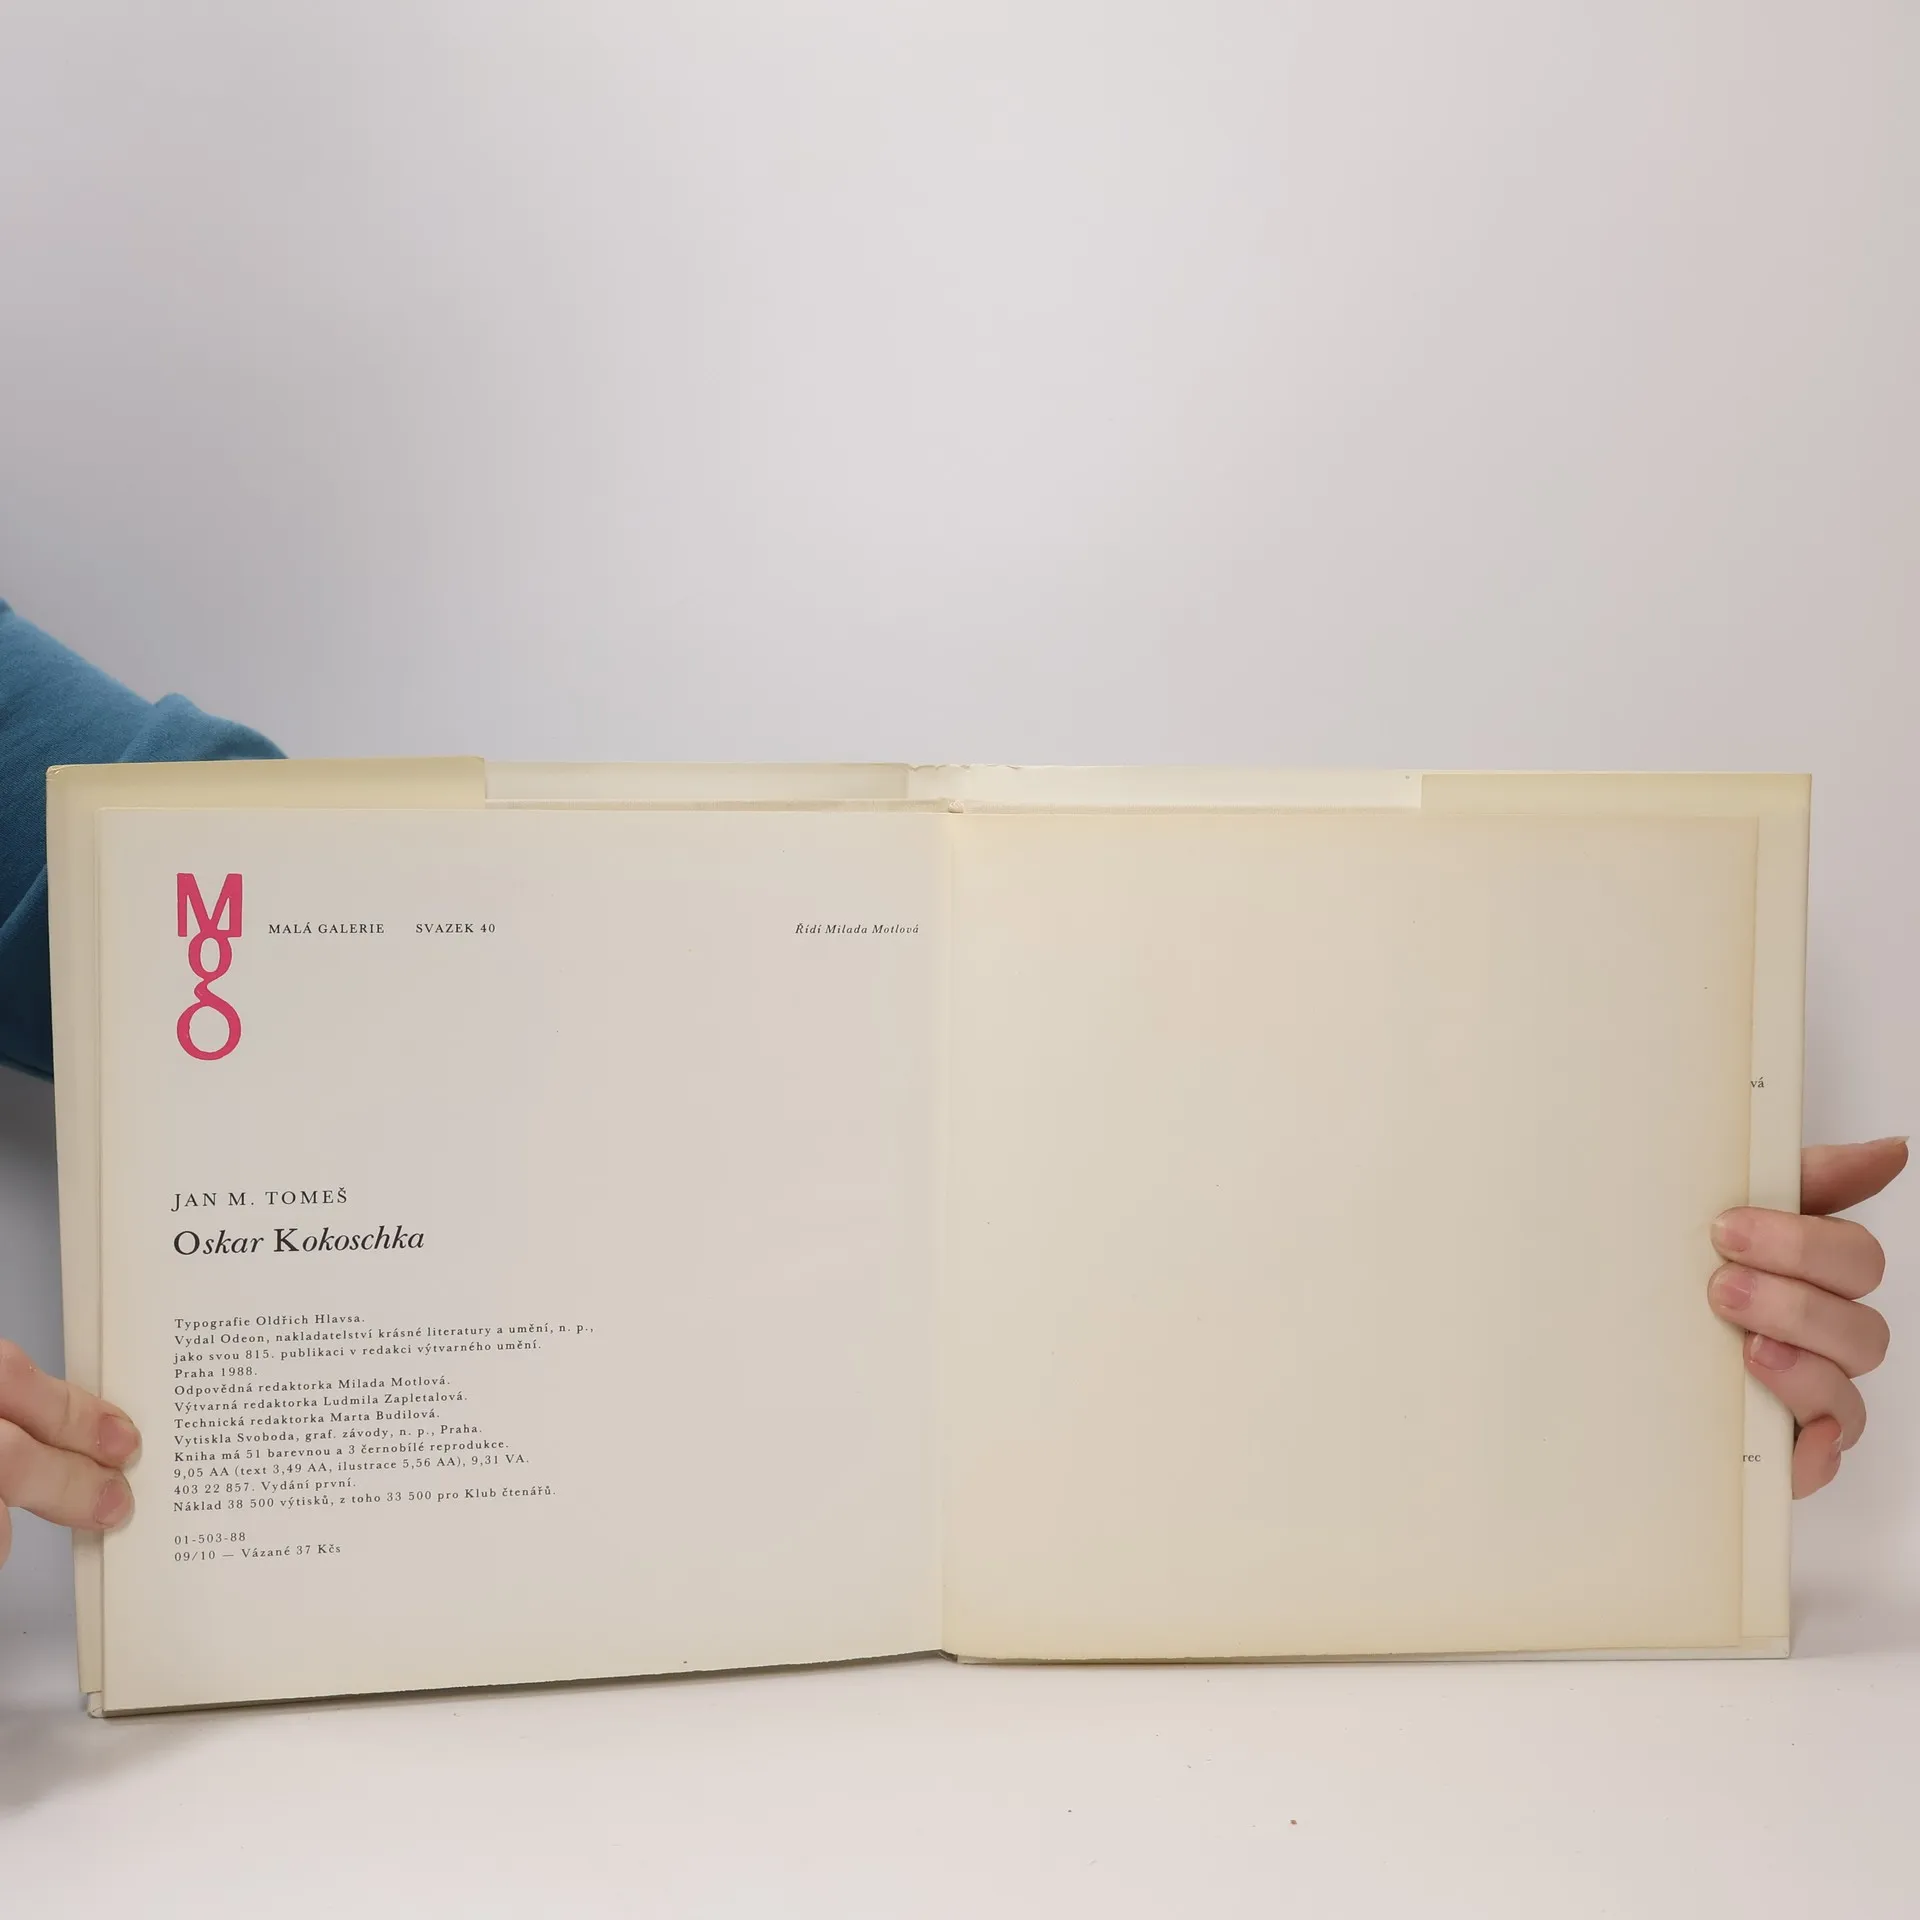 MALÁ GALERIE SVAZEK 40 Řídí Milada Motlová
JAN M. TOMEŠ
Oskar Kokoschka
Typografie Oldřich Hlavsa.
Vydal Odeon, nakladatelství krásné literatury a umění, n. p.,
jako svou 815. publikaci v redakci výtvarného umění.
Praha 1988.
Odpovědná redaktorka Milada Motlová.
Výtvarná redaktorka Ludmila Zapletalová.
Technická redaktorka Marta Budilová.
Vytiskla Svoboda, graf. závody, n. p., Praha.
Kniha má 51 barevnou a 3 černobílé reprodukce.
9,05 AA (text 3,49 AA, ilustrace 5,56 AA), 9,31 VA.
403 22 857. Vydání první.
Náklad 38 500 výtisků, z toho 33 500 pro Klub čtenářů.
01-503-88
09/10 — Vázané 37 Kčs
vá
rec